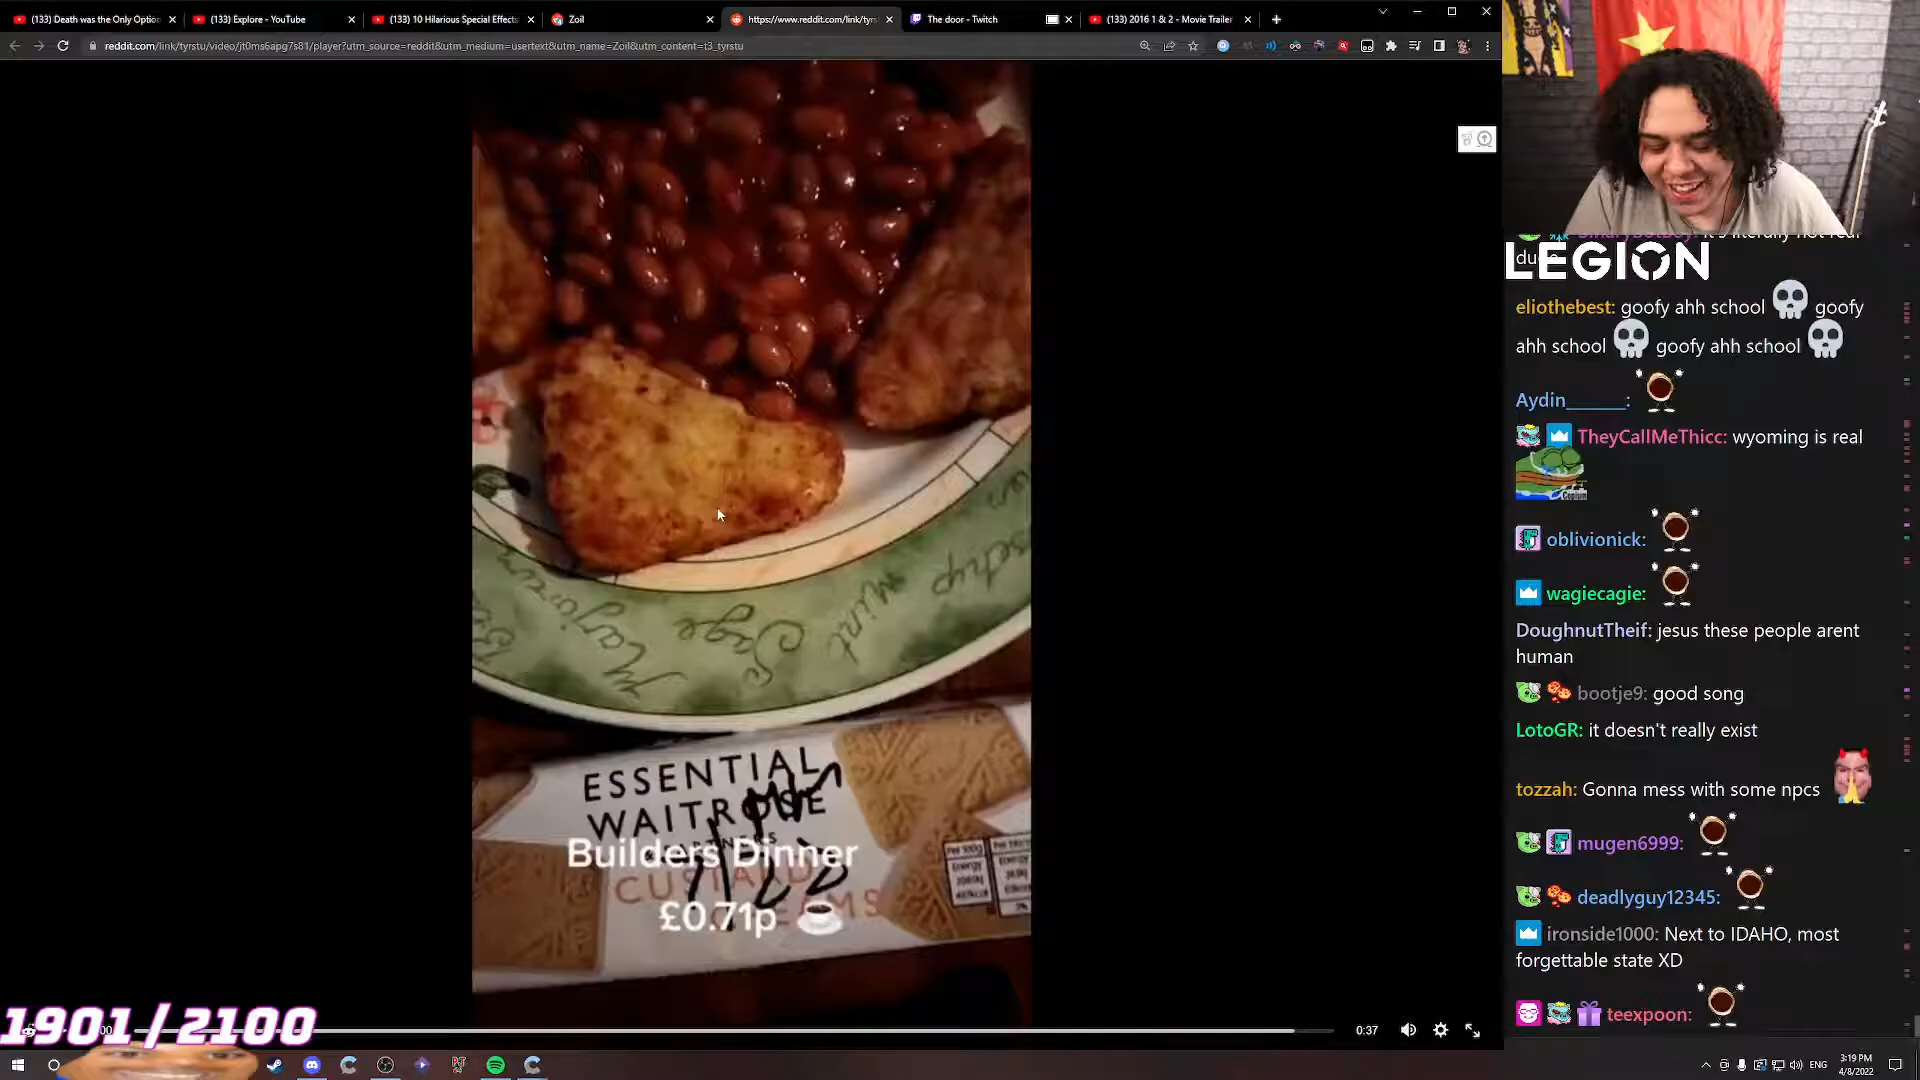 (133) Death was the Only Option
(133) Explore - YouTube
(133) 10 Hilarious Special Effects
Zoil
https://www.reddit.com/link/tyrs
The door - Twitch
(133) 2016 1 & 2 - Movie Trailer
reddit.com/link/tyrstu/video/jt0ms6apg7s81/player?utm_source=reddit&utm_medium=usertext&utm_name=Zoil&utm_content=t3_tyrstu
LEGION
eliothebest: goofy ahh school goofy
ahh school goofy ahh school
Aydin______:
TheyCallMeThicc: wyoming is real
oblivionick:
wagiecagie:
DoughnutTheif: jesus these people arent
human
bootje9: good song
LotoGR: it doesn't really exist
tozzah: Gonna mess with some npcs
mugen6999:
deadlyguy12345:
ironside1000: Next to IDAHO, most
forgettable state XD
teexpoon:
Sage
mint
ESSENTIAL
WAITROSE
Builders Dinner
CUSTARD
£0.71p
1901/2100
0:37
ENG
3:19 PM
4/8/2022